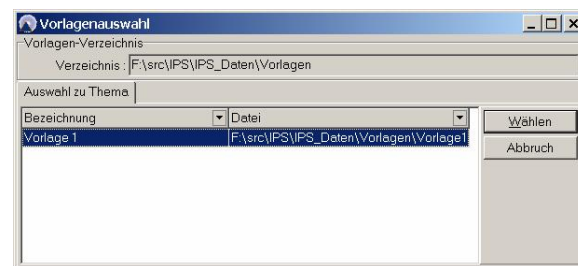 Vorlagenauswahl
Vorlagen-Verzeichnis
Verzeichnis : F:\src\IPS\IPS_Daten\Vorlagen
Auswahl zu Thema
Bezeichnung Datei
Wählen
Vorlage 1 F:\src\IPS\IPS_Daten\Vorlagen\Vorlage1
Abbruch